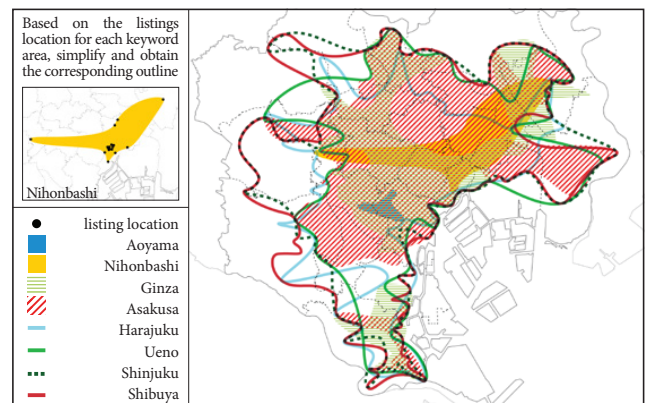 Based on the listings
location for each keyword
area, simplify and obtain
the corresponding outline
Nihonbashi
listing location
Aoyama
Nihonbashi
Ginza
Asakusa
Harajuku
Ueno
Shinjuku
Shibuya